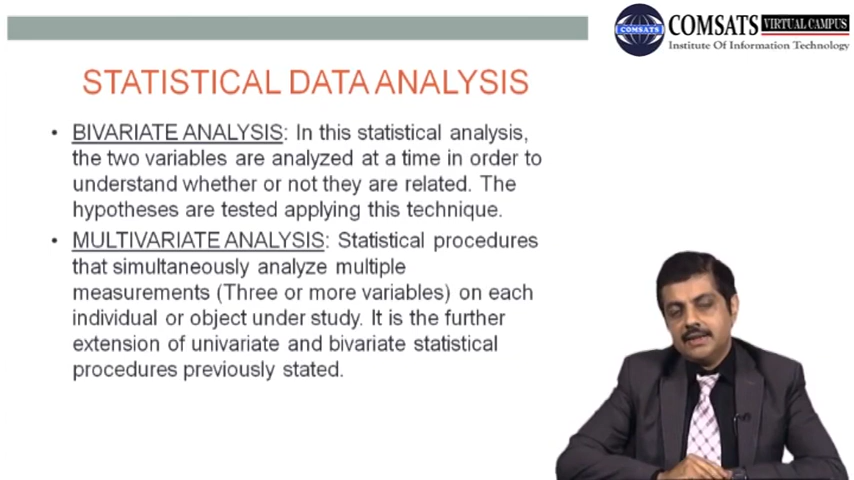 COMSATS VIRTUAL CAMPUS
COMSATS
Institute Of Information Technology
STATISTICAL DATA ANALYSIS
• BIVARIATE ANALYSIS: In this statistical analysis,
the two variables are analyzed at a time in order to
understand whether or not they are related. The
hypotheses are tested applying this technique.
• MULTIVARIATE ANALYSIS: Statistical procedures
that simultaneously analyze multiple
measurements (Three or more variables) on each
individual or object under study. It is the further
extension of univariate and bivariate statistical
procedures previously stated.